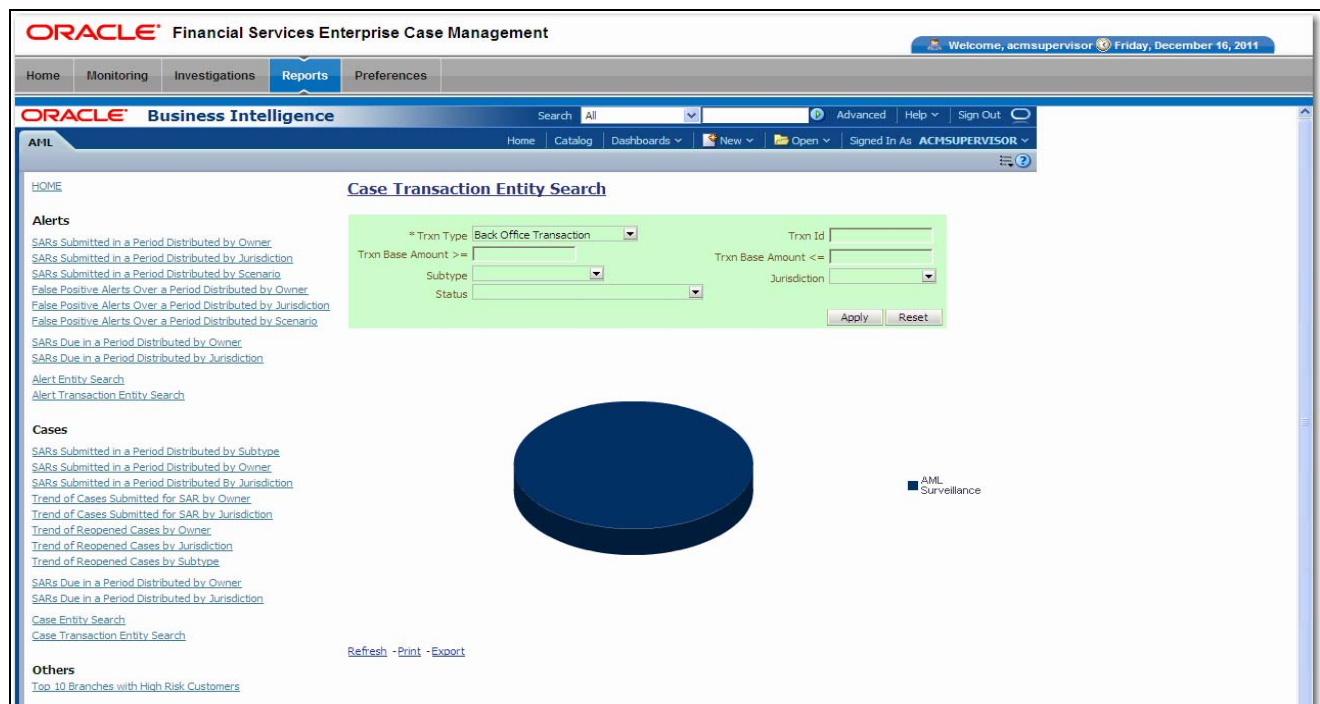 ORACLE Financial Services Enterprise Case Management
Welcome, acmsupervisor Friday, December 16, 2011
Home Monitoring Investigations Reports Preferences
ORACLE Business Intelligence
Search All Advanced Help Sign Out
AML
Home Catalog Dashboards New Open Signed In As ACMSUPERVISOR
HOME
Alerts
SARs Submitted in a Period Distributed by Owner
SARs Submitted in a Period Distributed by Jurisdiction
SARs Submitted in a Period Distributed by Scenario
False Positive Alerts Over a Period Distributed by Owner
False Positive Alerts Over a Period Distributed by Jurisdiction
False Positive Alerts Over a Period Distributed by Scenario
SARs Due in a Period Distributed by Owner
SARs Due in a Period Distributed by Jurisdiction
Alert Entity Search
Alert Transaction Entity Search
Cases
SARs Submitted in a Period Distributed by Subtype
SARs Submitted in a Period Distributed by Owner
SARs Submitted in a Period Distributed By Jurisdiction
Trend of Cases Submitted for SAR by Owner
Trend of Cases Submitted for SAR by Jurisdiction
Trend of Reopened Cases by Owner
Trend of Reopened Cases by Jurisdiction
Trend of Reopened Cases by Subtype
SARs Due in a Period Distributed by Owner
SARs Due in a Period Distributed by Jurisdiction
Case Entity Search
Case Transaction Entity Search
Others
Top 10 Branches with High Risk Customers
Case Transaction Entity Search
* Trxn Type Back Office Transaction Trxn Id
Trxn Base Amount >= Trxn Base Amount <=
Subtype Jurisdiction
Status
Apply Reset
AML
Surveillance
Refresh - Print - Export